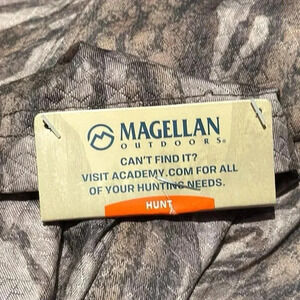 MAGELLAN
OUTDOORS®
CAN'T FIND IT?
VISIT ACADEMY.COM FOR ALL
OF YOUR HUNTING NEEDS.
HUNT